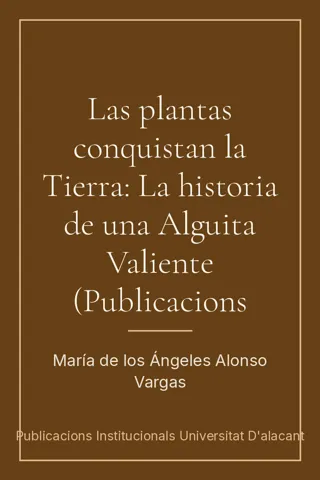 Las plantas
conquistan la
Tierra: La historia
de una Alguita
Valiente
(Publicacions
María de los Ángeles Alonso
Vargas
Publicacions Institucionals Universitat D'alacant